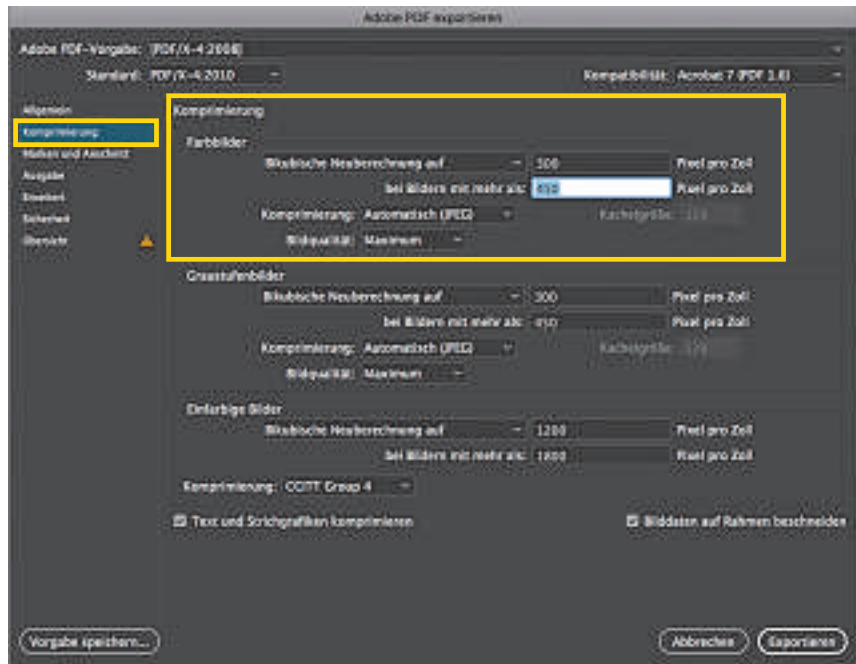 Adobe PDF exportieren
Adobe PDF-Vorgabe: [PDF/X-4:2008]
Standard: PDF/X-4:2010 Kompatibilität: Acrobat 7 (PDF 1.6)
Allgemein
Komprimierung
Marken und Anschnitt
Ausgabe
Erweitert
Sicherheit
Übersicht
Komprimierung
Farbbilder
Bikubische Neuberechnung auf 300 Pixel pro Zoll
bei Bildern mit mehr als: 450 Pixel pro Zoll
Komprimierung: Automatisch (JPEG) Kachelgröße:
Bildqualität: Maximum
Graustufenbilder
Bikubische Neuberechnung auf 300 Pixel pro Zoll
bei Bildern mit mehr als: 450 Pixel pro Zoll
Komprimierung: Automatisch (JPEG) Kachelgröße:
Bildqualität: Maximum
Einfarbige Bilder
Bikubische Neuberechnung auf 1200 Pixel pro Zoll
bei Bildern mit mehr als: 1800 Pixel pro Zoll
Komprimierung: CCITT Group 4
Text und Strichgrafiken komprimieren Bilddaten auf Rahmen beschneiden
Vorgabe speichern... Abbrechen Exportieren